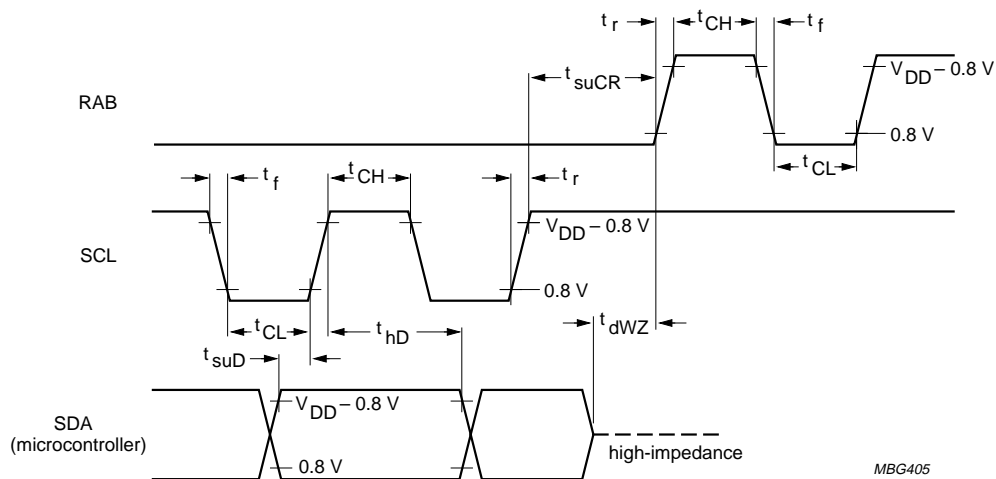 t r
t CH
t f
t suCR
V DD – 0.8 V
RAB
0.8 V
t CL
t f
t CH
t r
V DD – 0.8 V
SCL
0.8 V
t dWZ
t CL
t hD
t suD
V DD – 0.8 V
SDA
(microcontroller)
high-impedance
0.8 V
MBG405